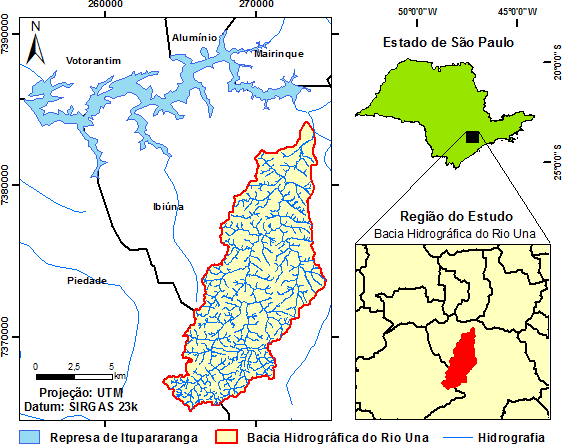 260000
270000
7390000
7380000
7370000
N
Alumínio
Mairinque
Votorantim
Ibiúna
Piedade
0 2,5 5
km
Projeção: UTM
Datum: SIRGAS 23k
50°0'0" W
45°0'0" W
Estado de São Paulo
20°0'0" S
25°0'0" S
Região do Estudo
Bacia Hidrográfica do Rio Una
Represa de Itupararanga
Bacia Hidrográfica do Rio Una
Hidrografia